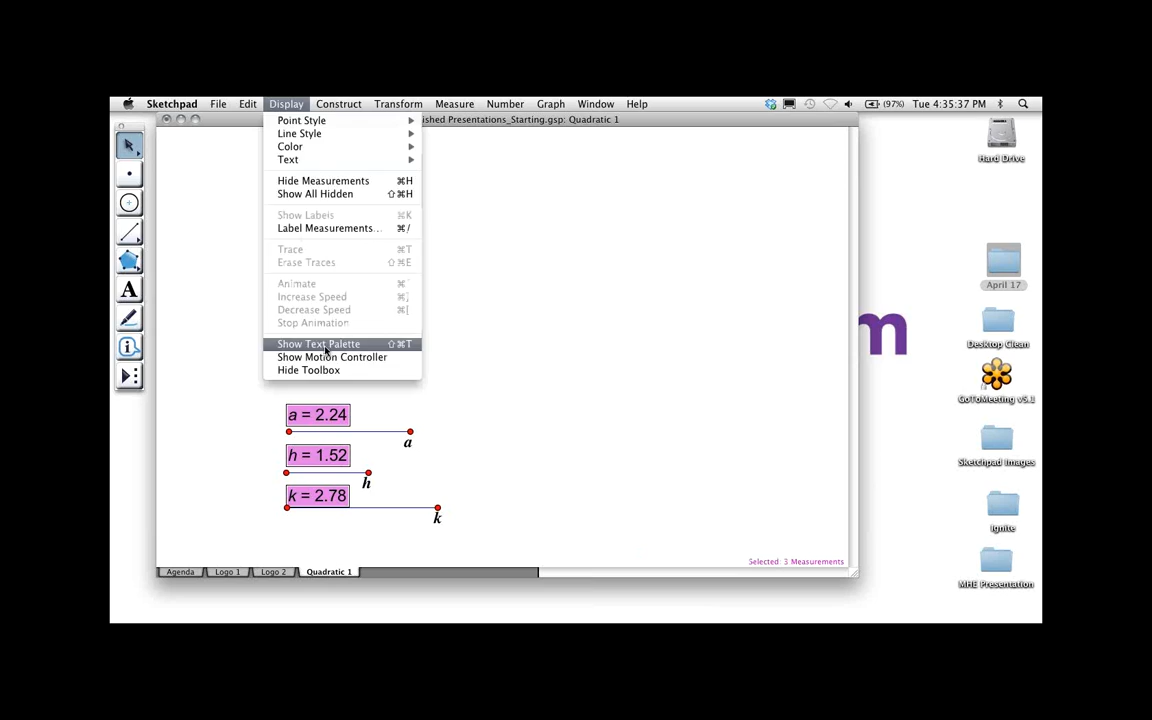 Sketchpad File Edit Display Construct Transform Measure Number Graph Window Help (97%) Tue 4:35:37 PM
ished Presentations_Starting.gsp: Quadratic 1
Point Style
Line Style
Color
Text
Hide Measurements ⌘H
Show All Hidden ⇧⌘H
Show Labels ⌘K
Label Measurements... ⌘/
Trace ⌘T
Erase Traces ⇧⌘E
Animate ⌘`
Increase Speed ⌘]
Decrease Speed ⌘[
Stop Animation
Show Text Palette ⇧⌘T
Show Motion Controller
Hide Toolbox
A
a = 2.24
a
h = 1.52
h
k = 2.78
k
Selected: 3 Measurements
Agenda Logo 1 Logo 2 Quadratic 1
m
Hard Drive
April 17
Desktop Clean
GoToMeeting v5.1
Sketchpad Images
Ignite
MHE Presentation